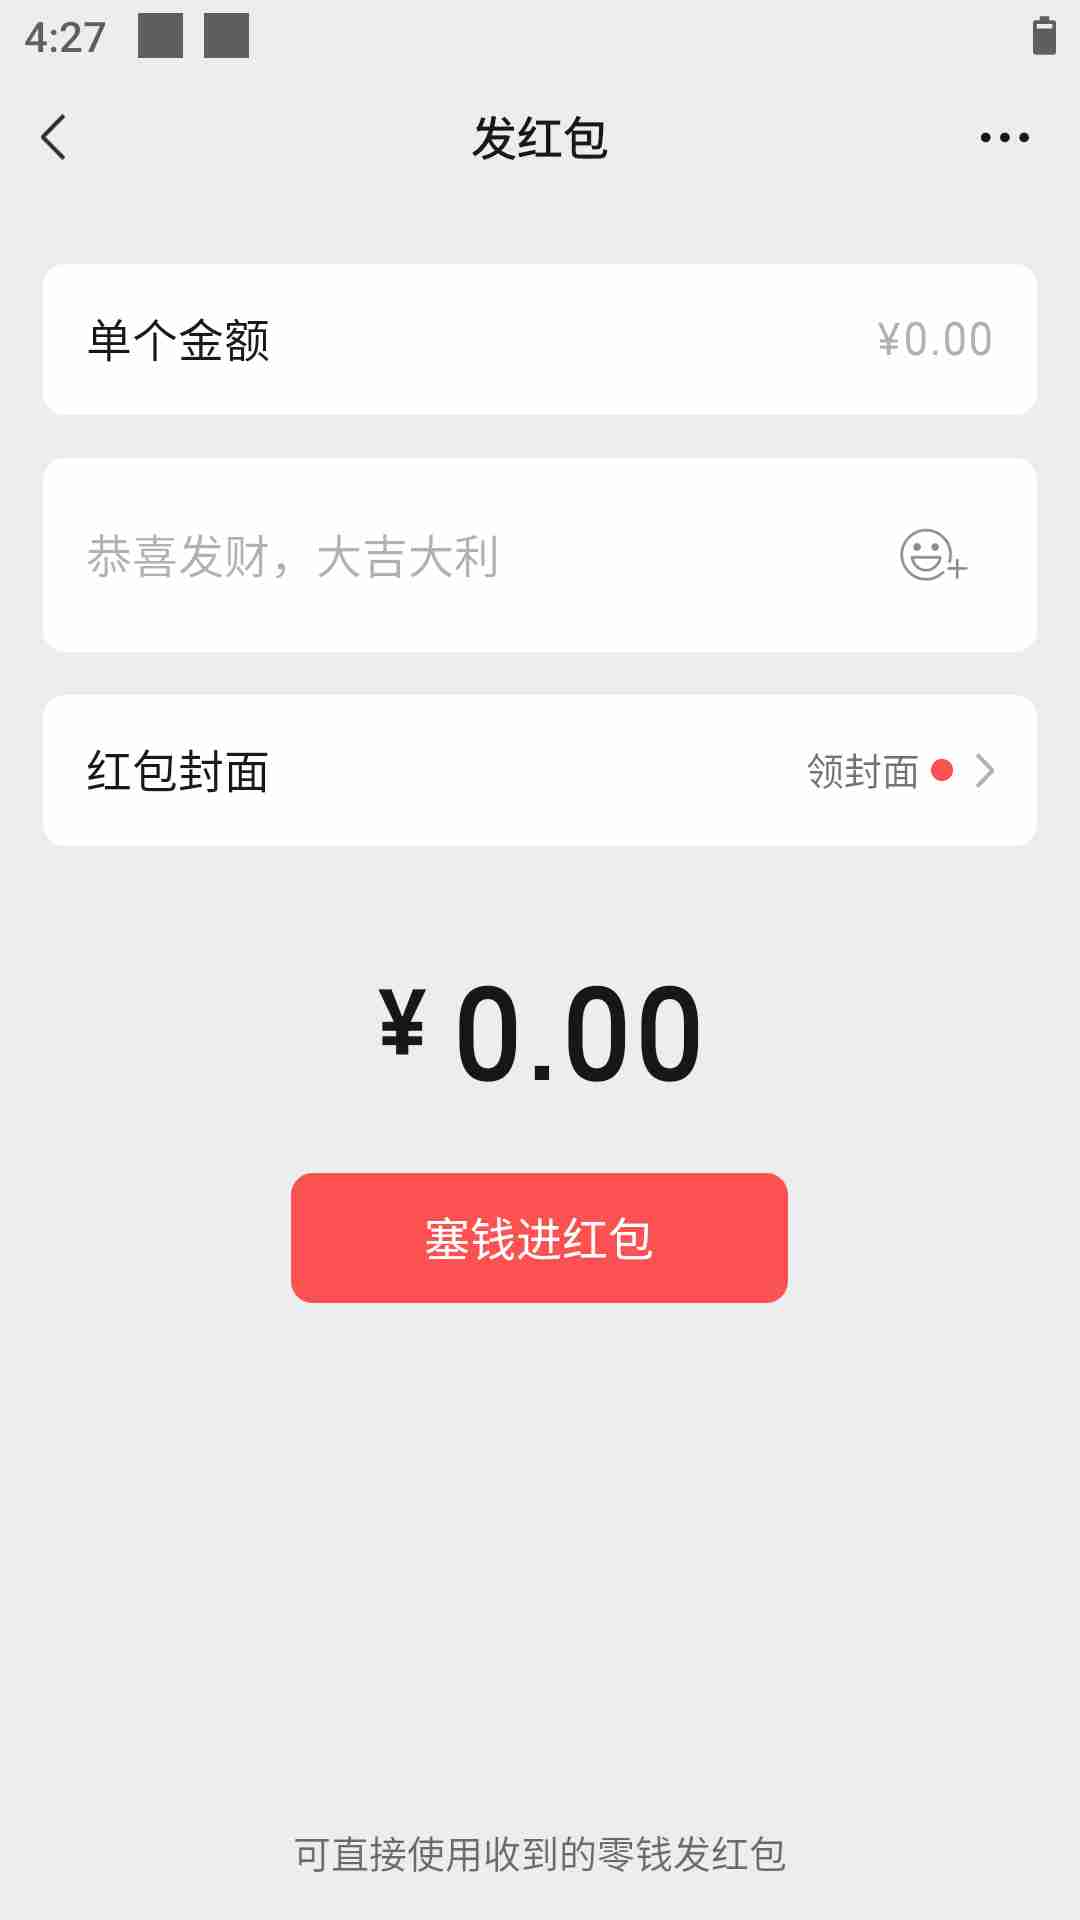 4:27
发红包
单个金额 ¥0.00
恭喜发财，大吉大利
红包封面 领封面
¥ 0.00
塞钱进红包
可直接使用收到的零钱发红包